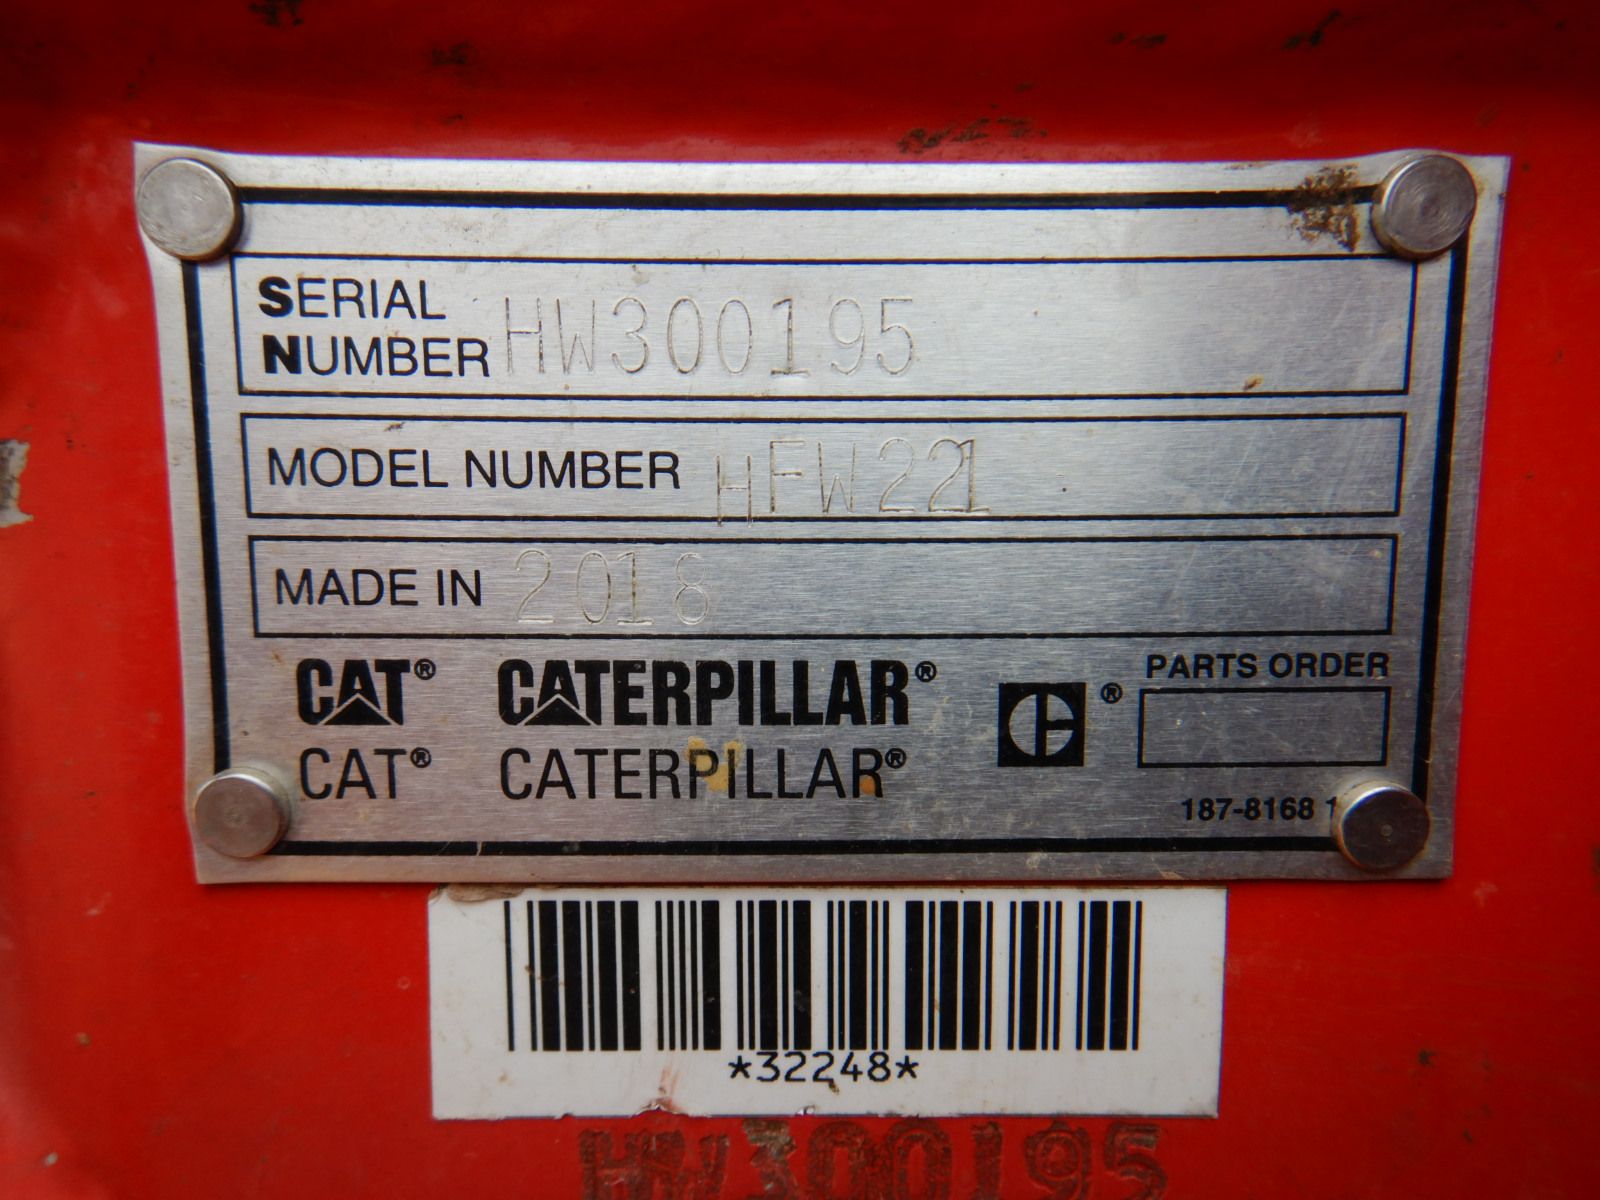 SERIAL
NUMBER HW300195
MODEL NUMBER HFW221
MADE IN 2018
CAT® CATERPILLAR®
CAT® CATERPILLAR®
®
PARTS ORDER
187-8168 1
*32248*
HW300195